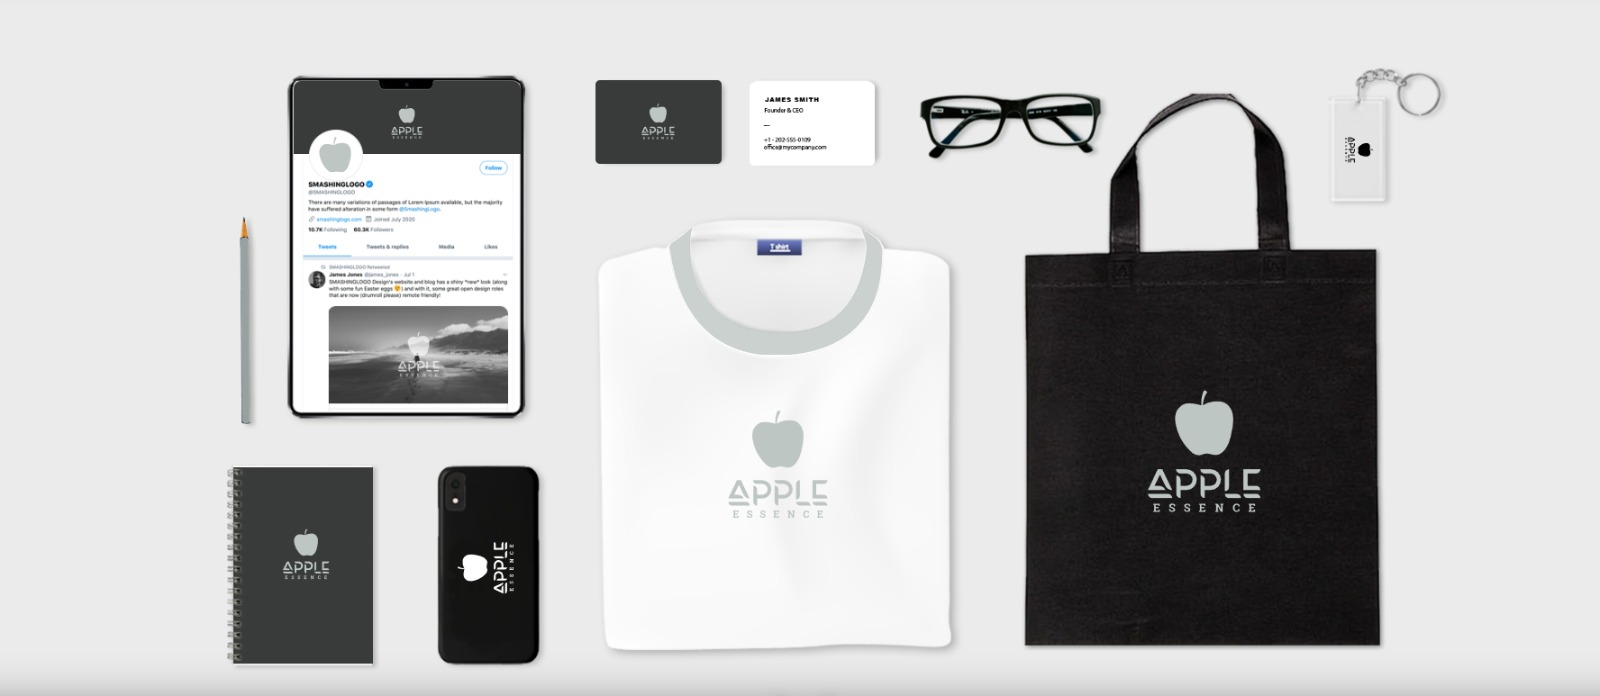 APPLE
ESSENCE
Follow
SMASHINGLOGO
@SMASHINGLOGO
There are many variations of passages of Lorem Ipsum available, but the majority
have suffered alteration in some form @SmashingLogo.
smashinglogo.com Joined July 2020
10.7K Following 60.3K Followers
Tweets Tweets & replies Media Likes
SMASHINGLOGO Retweeted
James Jones @james_jones · Jul 1
SMASHINGLOGO Design's website and blog has a shiny *new* look (along
with some fun Easter eggs 😍) and with it, some great open design roles
that are now (drumroll please) remote friendly!
APPLE
ESSENCE
APPLE
ESSENCE
JAMES SMITH
Founder & CEO
—
+1 - 202-555-0109
office@mycompany.com
APPLE
ESSENCE
T shirt
APPLE
ESSENCE
APPLE
ESSENCE
APPLE
ESSENCE
APPLE
ESSENCE